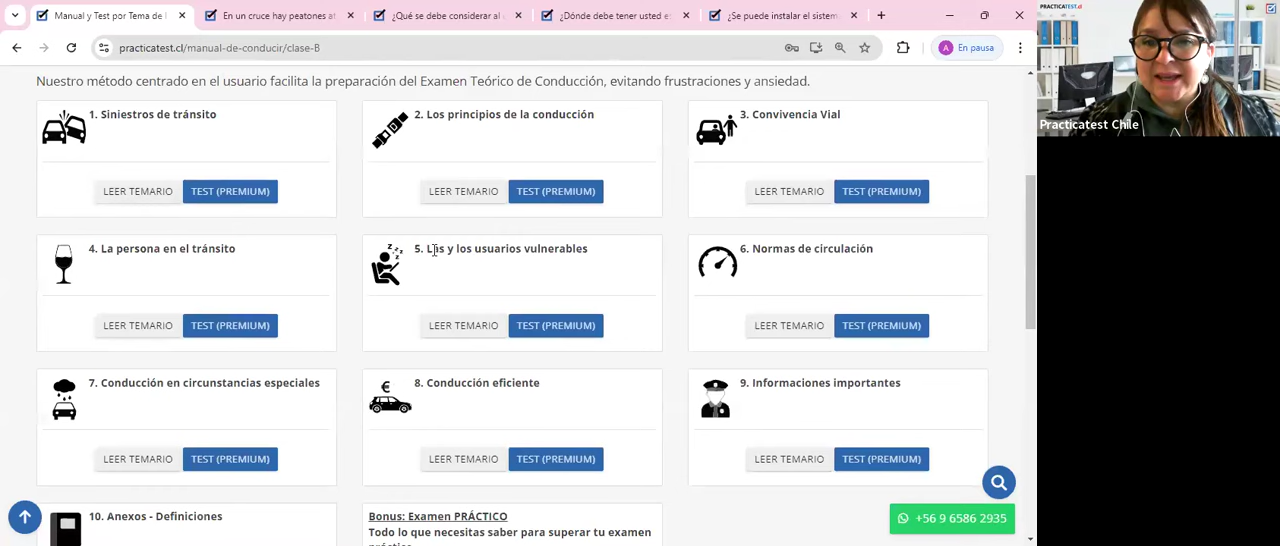 Manual y Test por Tema de l
En un cruce hay peatones at
¿Qué se debe considerar al u
¿Dónde debe tener usted es
¿Se puede instalar el sistem
practicatest.cl/manual-de-conducir/clase-B
A En pausa
PRACTICATEST.cl
Practicatest Chile
Nuestro método centrado en el usuario facilita la preparación del Examen Teórico de Conducción, evitando frustraciones y ansiedad.
1. Siniestros de tránsito
LEER TEMARIO TEST (PREMIUM)
2. Los principios de la conducción
LEER TEMARIO TEST (PREMIUM)
3. Convivencia Vial
LEER TEMARIO TEST (PREMIUM)
4. La persona en el tránsito
LEER TEMARIO TEST (PREMIUM)
5. Las y los usuarios vulnerables
LEER TEMARIO TEST (PREMIUM)
6. Normas de circulación
LEER TEMARIO TEST (PREMIUM)
7. Conducción en circunstancias especiales
LEER TEMARIO TEST (PREMIUM)
8. Conducción eficiente
LEER TEMARIO TEST (PREMIUM)
9. Informaciones importantes
LEER TEMARIO TEST (PREMIUM)
10. Anexos - Definiciones
Bonus: Examen PRÁCTICO
Todo lo que necesitas saber para superar tu examen
+56 9 6586 2935